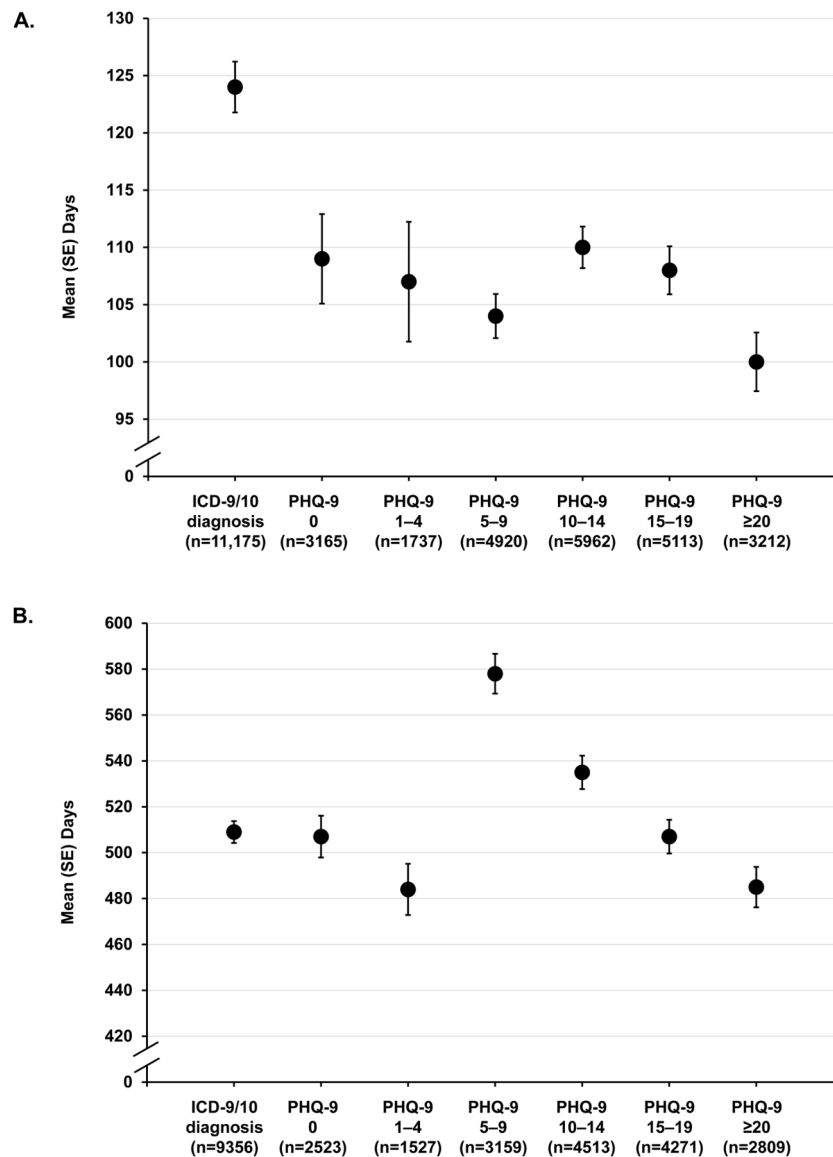 A.
Mean (SE) Days
130
125
120
115
110
105
100
95
0
ICD-9/10 PHQ-9 PHQ-9 PHQ-9 PHQ-9 PHQ-9 PHQ-9
diagnosis 0 1–4 5–9 10–14 15–19 ≥20
(n=11,175) (n=3165) (n=1737) (n=4920) (n=5962) (n=5113) (n=3212)
B.
Mean (SE) Days
600
580
560
540
520
500
480
460
440
420
0
ICD-9/10 PHQ-9 PHQ-9 PHQ-9 PHQ-9 PHQ-9 PHQ-9
diagnosis 0 1–4 5–9 10–14 15–19 ≥20
(n=9356) (n=2523) (n=1527) (n=3159) (n=4513) (n=4271) (n=2809)